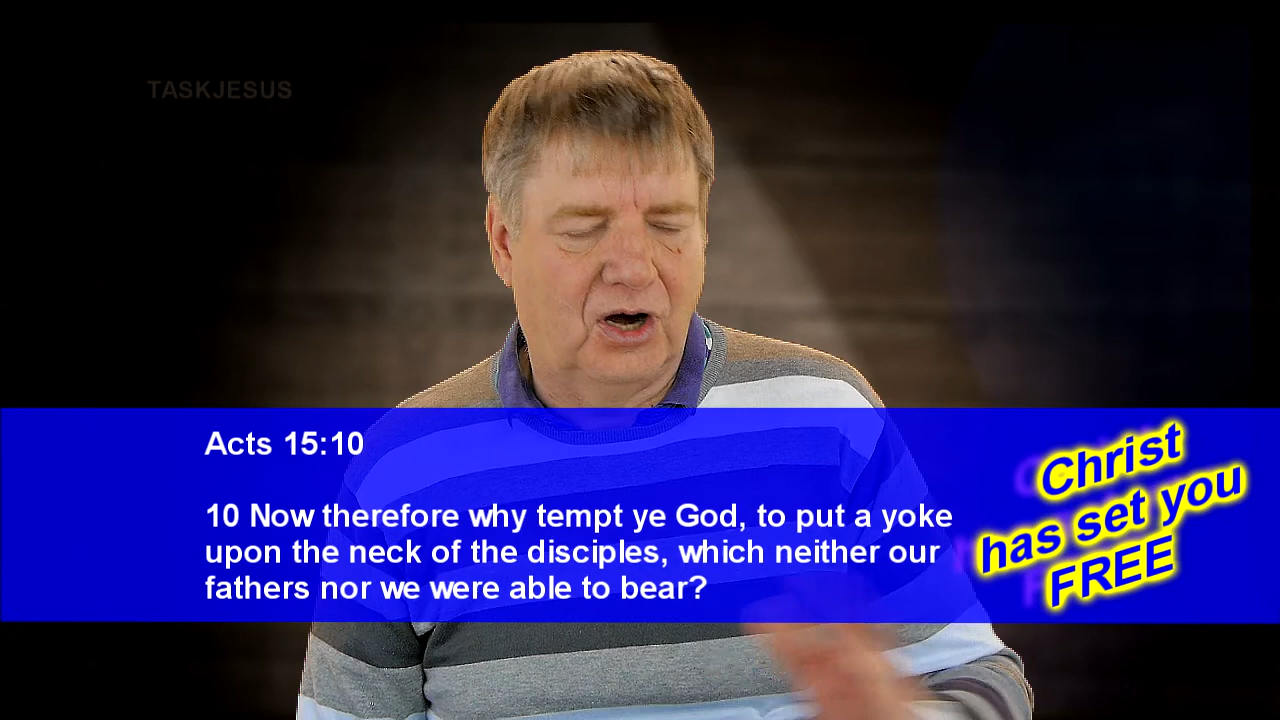 TASKJESUS
Acts 15:10
10 Now therefore why tempt ye God, to put a yoke
upon the neck of the disciples, which neither our
fathers nor we were able to bear?
Christ
has set you
FREE